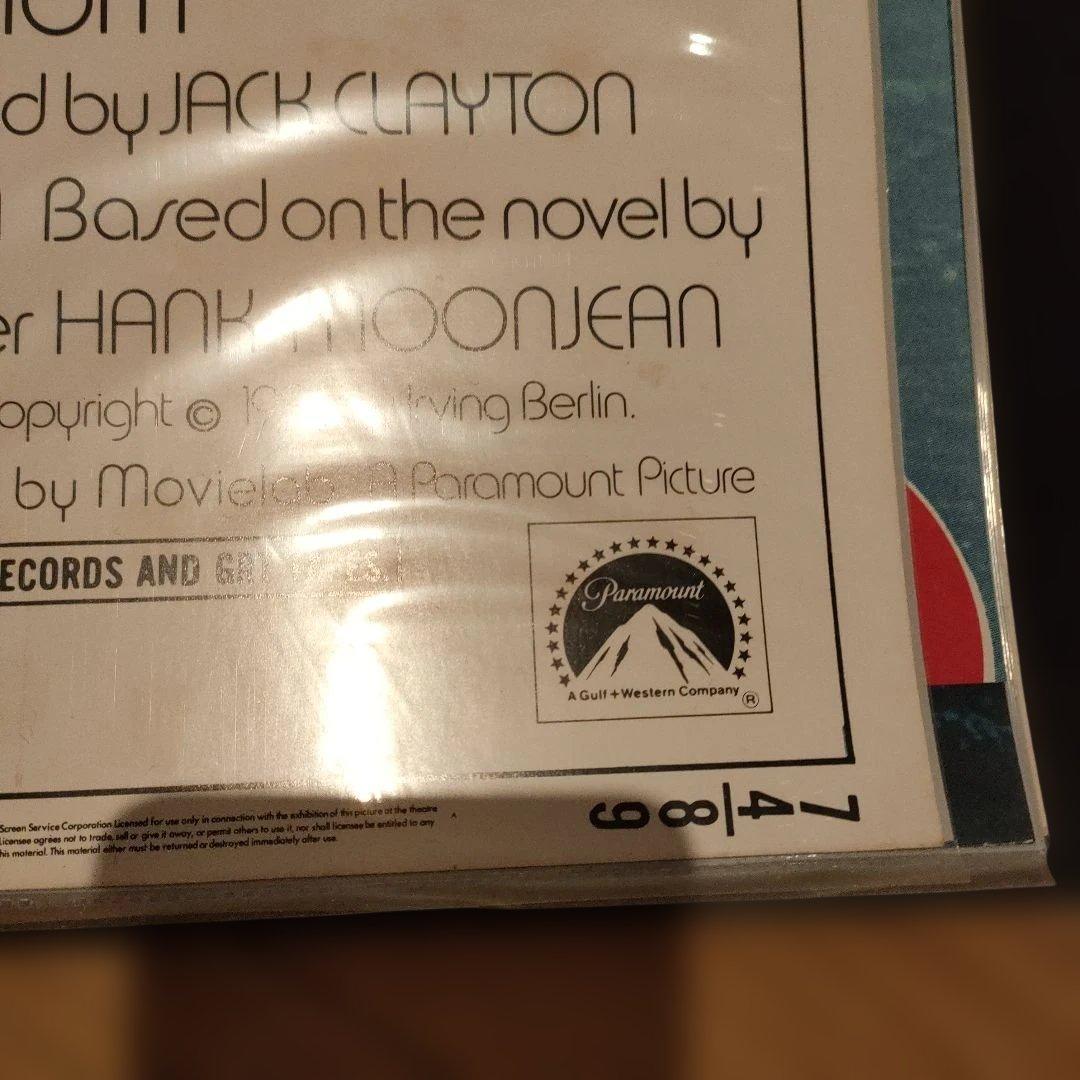 d by JACK CLAYTON
Based on the novel by
er HANK MOONJEAN
opyright © Irving Berlin.
by Movielab A Paramount Picture
ECORDS AND
Paramount
A Gulf + Western Company ®
74/89
Screen Service Corporation Licensed for use only in connection with the exhibition of this picture at the theatre
Licensee agrees not to trade, sell or give it away, or permit others to use it, nor shall licensee be entitled to any
his material. This material either must be returned or destroyed immediately after use.